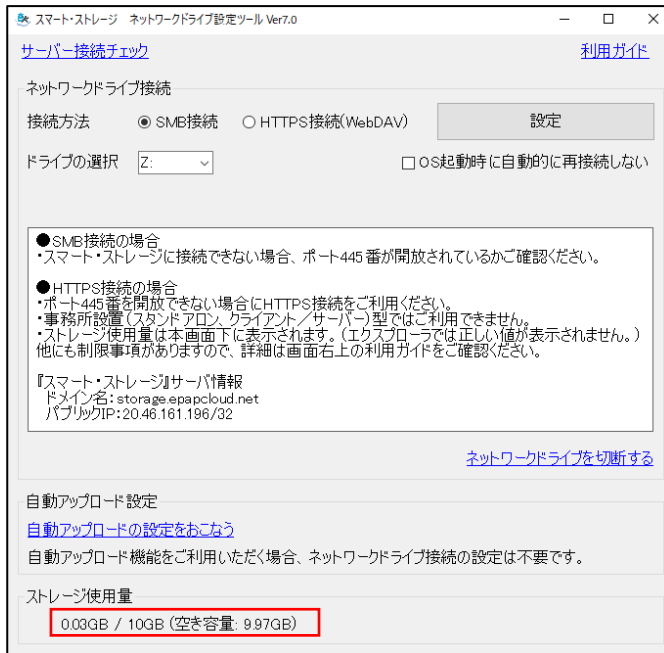 スマート・ストレージ ネットワークドライブ設定ツール Ver7.0
サーバー接続チェック 利用ガイド
ネットワークドライブ接続
接続方法 SMB接続 HTTPS接続(WebDAV) 設定
ドライブの選択 Z: OS起動時に自動的に再接続しない
●SMB接続の場合
・スマート・ストレージに接続できない場合、ポート445番が開放されているかご確認ください。
●HTTPS接続の場合
・ポート445番を開放できない場合にHTTPS接続をご利用ください。
・事務所設置(スタンドアロン、クライアント／サーバー)型ではご利用できません。
・ストレージ使用量は本画面下に表示されます。(エクスプローラでは正しい値が表示されません。)
他にも制限事項がありますので、詳細は画面右上の利用ガイドをご確認ください。
『スマート・ストレージ』サーバ情報
ドメイン名：storage.epapcloud.net
パブリックIP：20.46.161.196/32
ネットワークドライブを切断する
自動アップロード設定
自動アップロードの設定をおこなう
自動アップロード機能をご利用いただく場合、ネットワークドライブ接続の設定は不要です。
ストレージ使用量
0.03GB / 10GB (空き容量: 9.97GB)